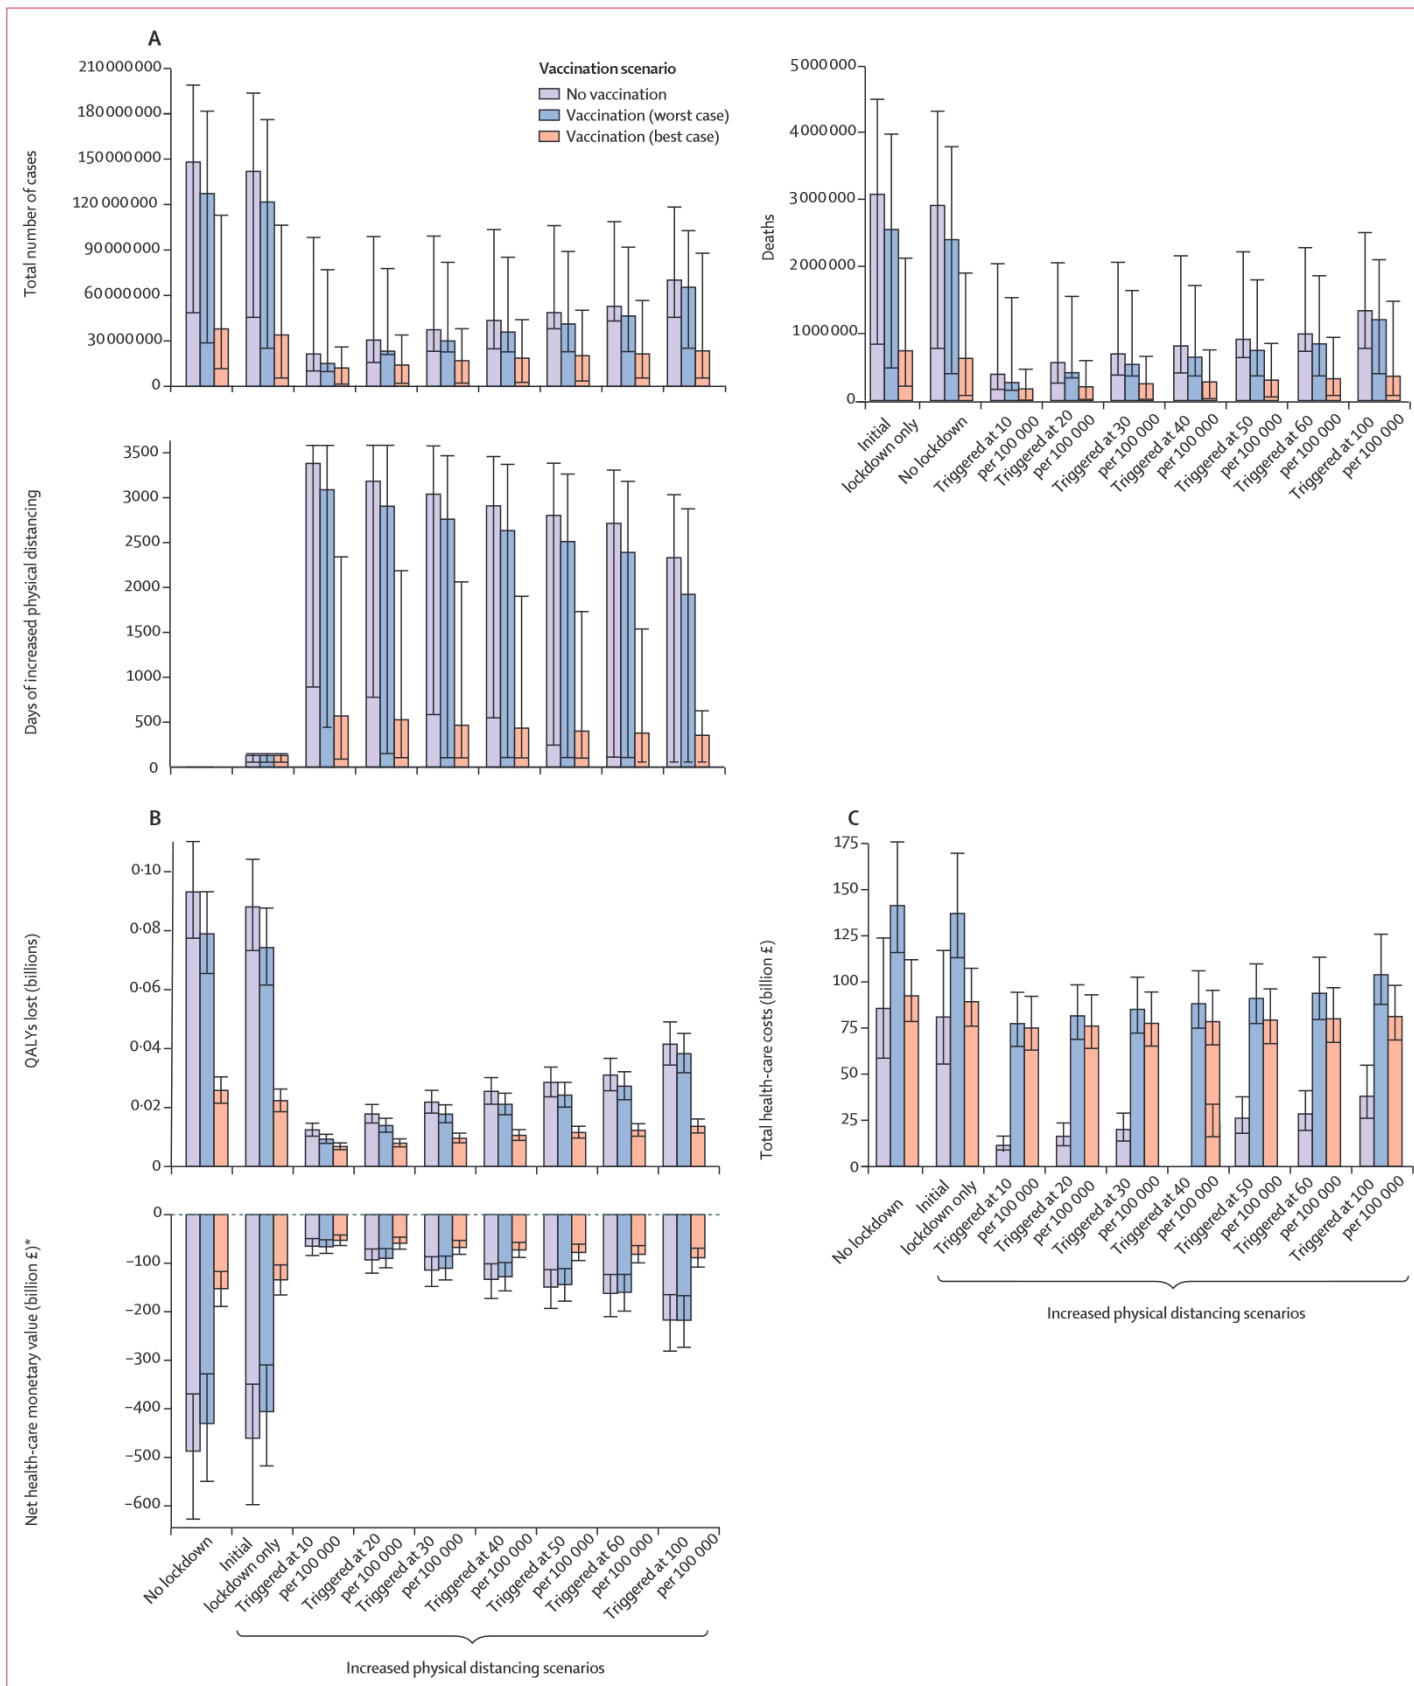 A
Total number of cases
210 000 000
180 000 000
150 000 000
120 000 000
90 000 000
60 000 000
30 000 000
0
Vaccination scenario
No vaccination
Vaccination (worst case)
Vaccination (best case)
Deaths
5 000 000
4 000 000
3 000 000
2 000 000
1 000 000
0
Initial
lockdown only
No lockdown
Triggered at 10
per 100 000
Triggered at 20
per 100 000
Triggered at 30
per 100 000
Triggered at 40
per 100 000
Triggered at 50
per 100 000
Triggered at 60
per 100 000
Triggered at 100
per 100 000
Days of increased physical distancing
3500
3000
2500
2000
1500
1000
500
0
B
QALYs lost (billions)
0·10
0·08
0·06
0·04
0·02
0
Net health-care monetary value (billion £)*
0
−100
−200
−300
−400
−500
−600
No lockdown
Initial
lockdown only
Triggered at 10
per 100 000
Triggered at 20
per 100 000
Triggered at 30
per 100 000
Triggered at 40
per 100 000
Triggered at 50
per 100 000
Triggered at 60
per 100 000
Triggered at 100
per 100 000
Increased physical distancing scenarios
C
Total health-care costs (billion £)
175
150
125
100
75
50
25
0
No lockdown
Initial
lockdown only
Triggered at 10
per 100 000
Triggered at 20
per 100 000
Triggered at 30
per 100 000
Triggered at 40
per 100 000
Triggered at 50
per 100 000
Triggered at 60
per 100 000
Triggered at 100
per 100 000
Increased physical distancing scenarios